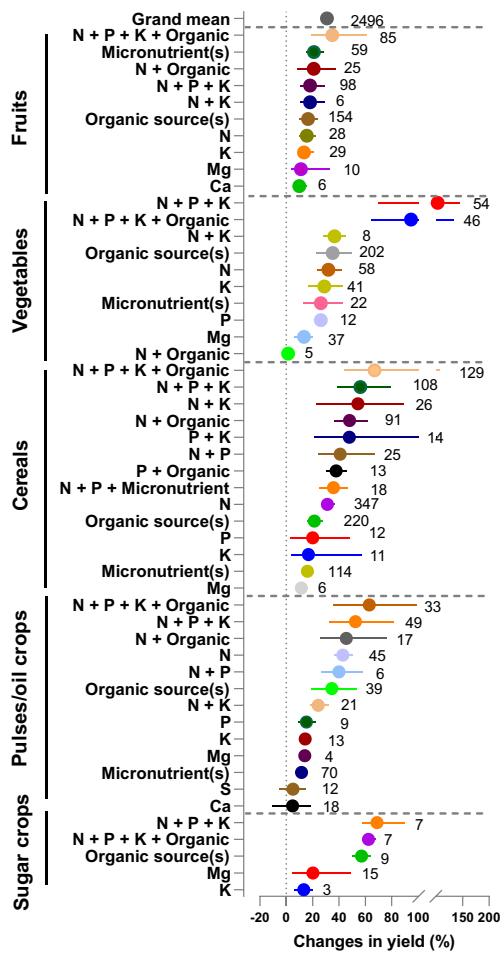 Grand mean 2496
Fruits
N + P + K + Organic 85
Micronutrient(s) 59
N + Organic 25
N + P + K 98
N + K 6
Organic source(s) 154
N 28
K 29
Mg 10
Ca 6
Vegetables
N + P + K 54
N + P + K + Organic 46
N + K 8
Organic source(s) 202
N 58
K 41
Micronutrient(s) 22
P 12
Mg 37
N + Organic 5
Cereals
N + P + K + Organic 129
N + P + K 108
N + K 26
N + Organic 91
P + K 14
N + P 25
P + Organic 13
N + P + Micronutrient 18
N 347
Organic source(s) 220
P 12
K 11
Micronutrient(s) 114
Mg 6
Pulses/oil crops
N + P + K + Organic 33
N + P + K 49
N + Organic 17
N 45
N + P 6
Organic source(s) 39
N + K 21
P 9
K 13
Mg 4
Micronutrient(s) 70
S 12
Ca 18
Sugar crops
N + P + K 7
N + P + K + Organic 7
Organic source(s) 9
Mg 15
K 3
-20 0 20 40 60 80 100 150 200
Changes in yield (%)